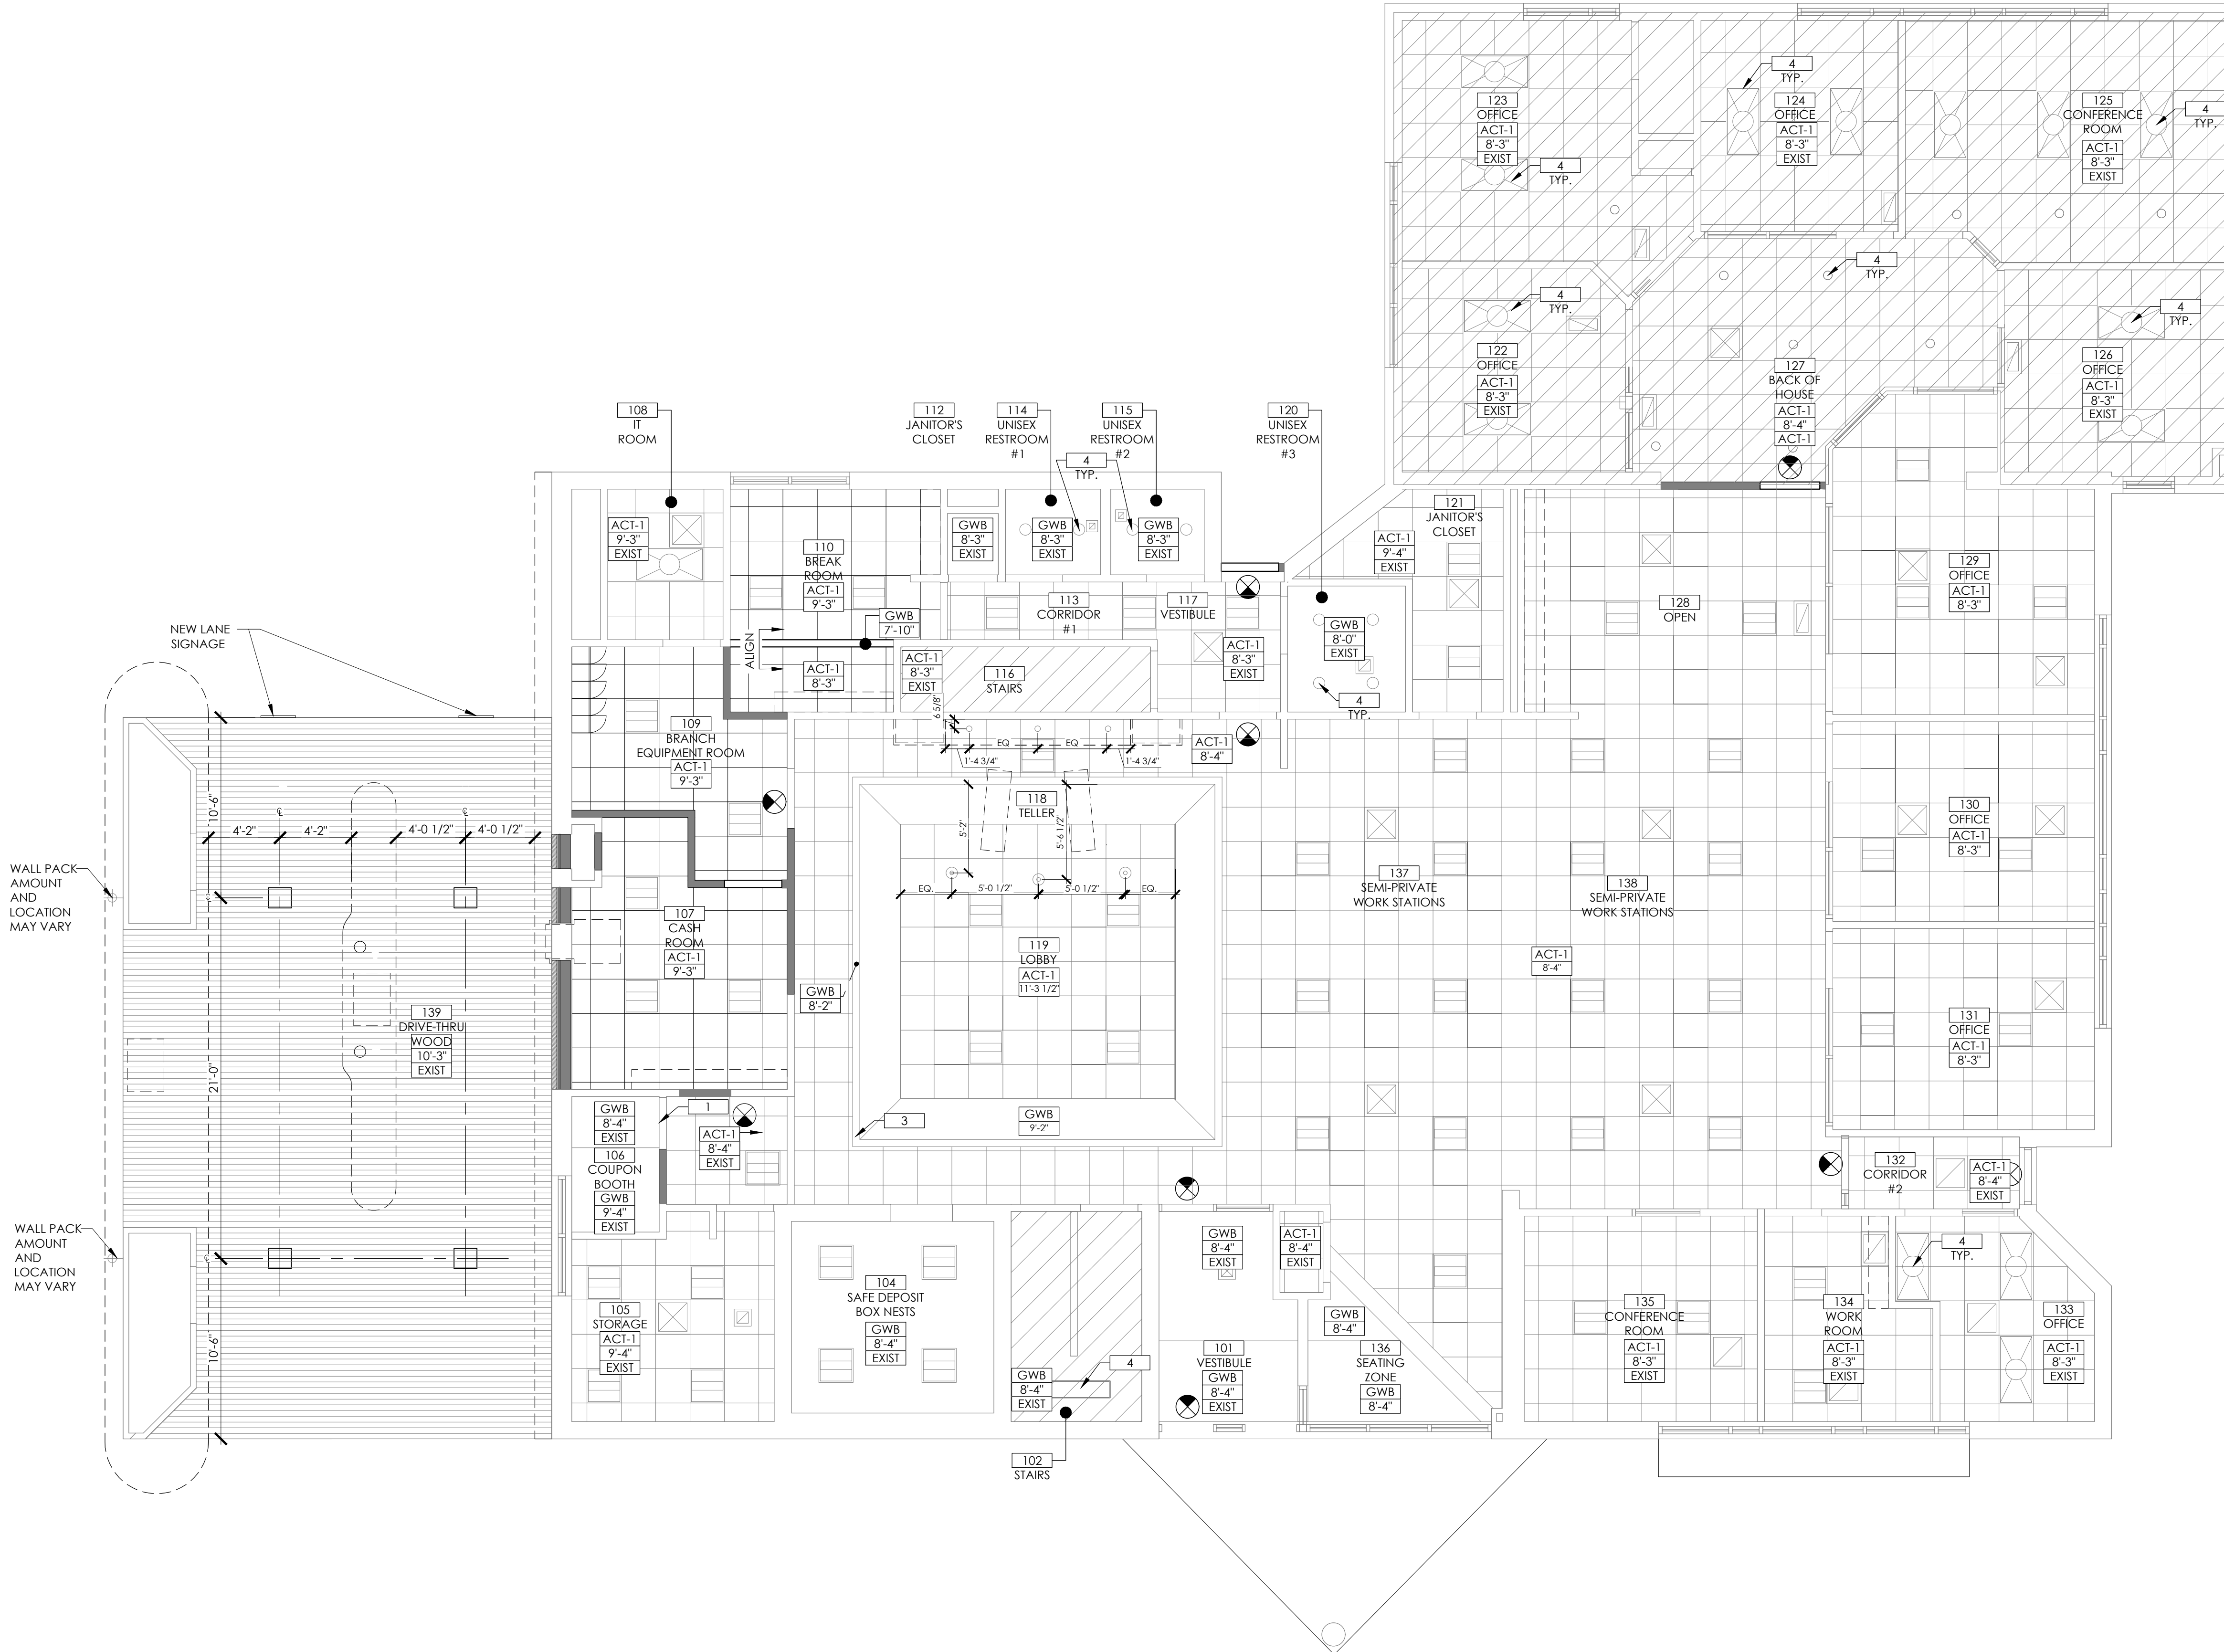 123
OFFICE
ACT-1
8'-3"
EXIST
4
TYP.
4
TYP.
124
OFFICE
ACT-1
8'-3"
EXIST
125
CONFERENCE
ROOM
ACT-1
8'-3"
EXIST
4
TYP.
4
TYP.
122
OFFICE
ACT-1
8'-3"
EXIST
4
TYP.
127
BACK OF
HOUSE
ACT-1
8'-4"
ACT-1
4
TYP.
126
OFFICE
ACT-1
8'-3"
EXIST
108
IT
ROOM
112
JANITOR'S
CLOSET
114
UNISEX
RESTROOM
#1
115
UNISEX
RESTROOM
#2
4
TYP.
120
UNISEX
RESTROOM
#3
ACT-1
9'-3"
EXIST
110
BREAK
ROOM
ACT-1
9'-3"
GWB
8'-3"
EXIST
GWB
8'-3"
EXIST
GWB
8'-3"
EXIST
121
JANITOR'S
CLOSET
ACT-1
9'-4"
EXIST
113
CORRIDOR
#1
117
VESTIBULE
GWB
7'-10"
ALIGN
ACT-1
8'-3"
ACT-1
8'-3"
EXIST
116
STAIRS
ACT-1
8'-3"
EXIST
GWB
8'-0"
EXIST
4
TYP.
128
OPEN
129
OFFICE
ACT-1
8'-3"
NEW LANE
SIGNAGE
109
BRANCH
EQUIPMENT ROOM
ACT-1
9'-3"
6 5/8"
EQ
EQ
1'-4 3/4"
1'-4 3/4"
ACT-1
8'-4"
118
TELLER
5'-2"
5'-6 1/2"
EQ.
5'-0 1/2"
5'-0 1/2"
EQ.
10'-6"
4'-2"
4'-2"
4'-0 1/2"
4'-0 1/2"
℄
℄
℄
WALL PACK
AMOUNT
AND
LOCATION
MAY VARY
107
CASH
ROOM
ACT-1
9'-3"
119
LOBBY
ACT-1
11'-3 1/2"
GWB
8'-2"
137
SEMI-PRIVATE
WORK STATIONS
138
SEMI-PRIVATE
WORK STATIONS
ACT-1
8'-4"
130
OFFICE
ACT-1
8'-3"
131
OFFICE
ACT-1
8'-3"
139
DRIVE-THRU
WOOD
10'-3"
EXIST
21'-0"
GWB
8'-4"
EXIST
1
ACT-1
8'-4"
EXIST
3
GWB
9'-2"
106
COUPON
BOOTH
GWB
9'-4"
EXIST
132
CORRIDOR
#2
ACT-1
8'-4"
EXIST
WALL PACK
AMOUNT
AND
LOCATION
MAY VARY
℄
10'-6"
105
STORAGE
ACT-1
9'-4"
EXIST
104
SAFE DEPOSIT
BOX NESTS
GWB
8'-4"
EXIST
GWB
8'-4"
EXIST
4
102
STAIRS
GWB
8'-4"
EXIST
ACT-1
8'-4"
EXIST
101
VESTIBULE
GWB
8'-4"
EXIST
GWB
8'-4"
136
SEATING
ZONE
GWB
8'-4"
135
CONFERENCE
ROOM
ACT-1
8'-3"
EXIST
134
WORK
ROOM
ACT-1
8'-3"
EXIST
4
TYP.
133
OFFICE
ACT-1
8'-3"
EXIST